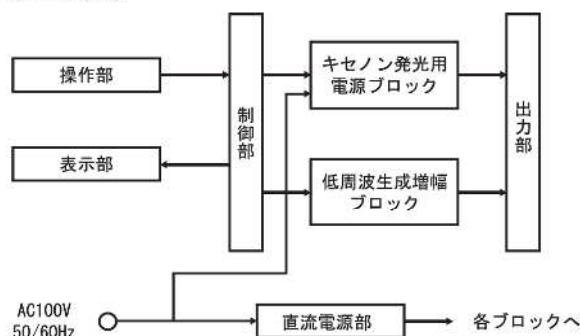 操作部
表示部
制御部
キセノン発光用
電源ブロック
低周波生成増幅
ブロック
出力部
AC100V
50/60Hz
直流電源部
各ブロックへ